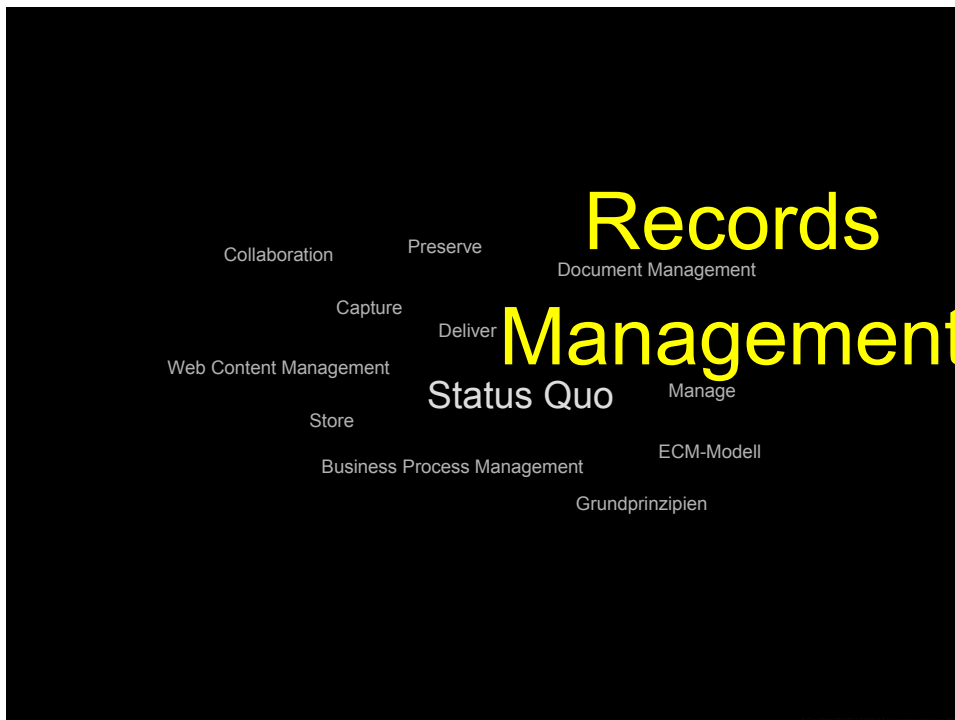 Records
Preserve
Collaboration
Document Management
Capture
Deliver
Management
Web Content Management
Status Quo
Manage
Store
ECM-Modell
Business Process Management
Grundprinzipien